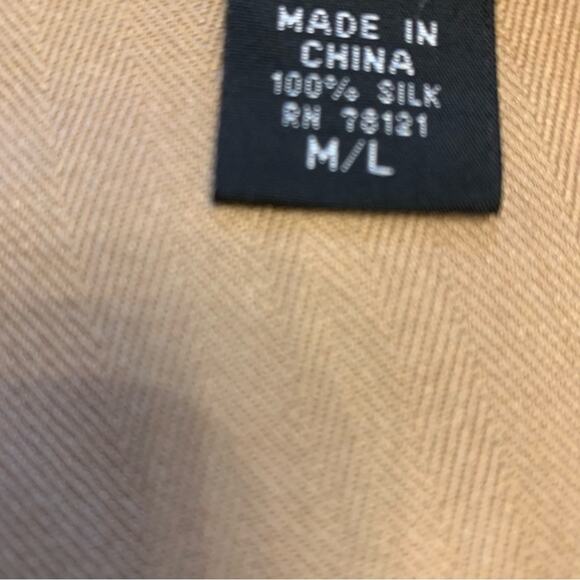 MADE IN
CHINA
100% SILK
RN 78121
M/L